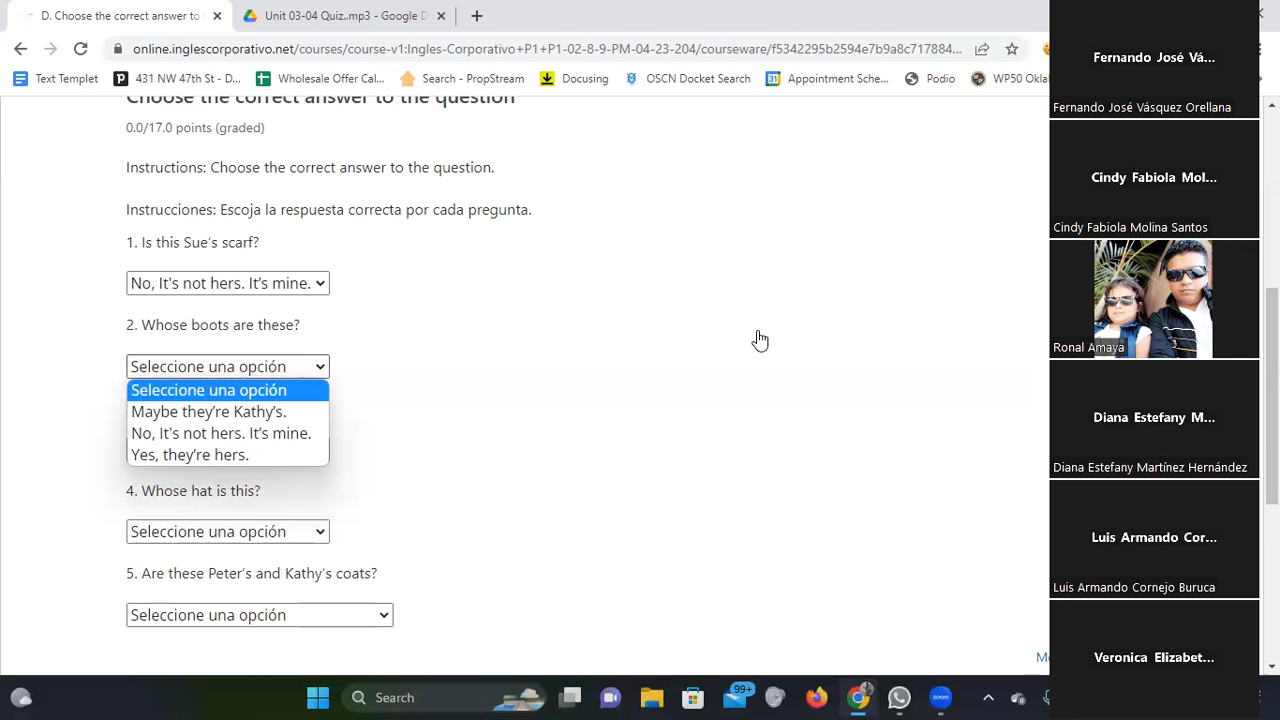 D. Choose the correct answer to
Unit 03-04 Quiz..mp3 - Google D
online.inglescorporativo.net/courses/course-v1:Ingles-Corporativo+P1+P1-02-8-9-PM-04-23-204/courseware/f5342295b2594e7b9a8c717884...
Text Templet
431 NW 47th St - D...
Wholesale Offer Cal...
Search - PropStream
Docusing
OSCN Docket Search
Appointment Sche...
Podio
WP50 Okla
Choose the correct answer to the question
0.0/17.0 points (graded)
Instructions: Choose the correct answer to the question.
Instrucciones: Escoja la respuesta correcta por cada pregunta.
1. Is this Sue's scarf?
No, It's not hers. It's mine.
2. Whose boots are these?
Seleccione una opción
Seleccione una opción
Maybe they're Kathy's.
No, It's not hers. It's mine.
Yes, they're hers.
4. Whose hat is this?
Seleccione una opción
5. Are these Peter's and Kathy's coats?
Seleccione una opción
Fernando José Vá...
Fernando José Vásquez Orellana
Cindy Fabiola Mol...
Cindy Fabiola Molina Santos
Ronal Amaya
Diana Estefany M...
Diana Estefany Martínez Hernández
Luis Armando Cor...
Luis Armando Cornejo Buruca
Veronica Elizabet...
Search
99+
zoom